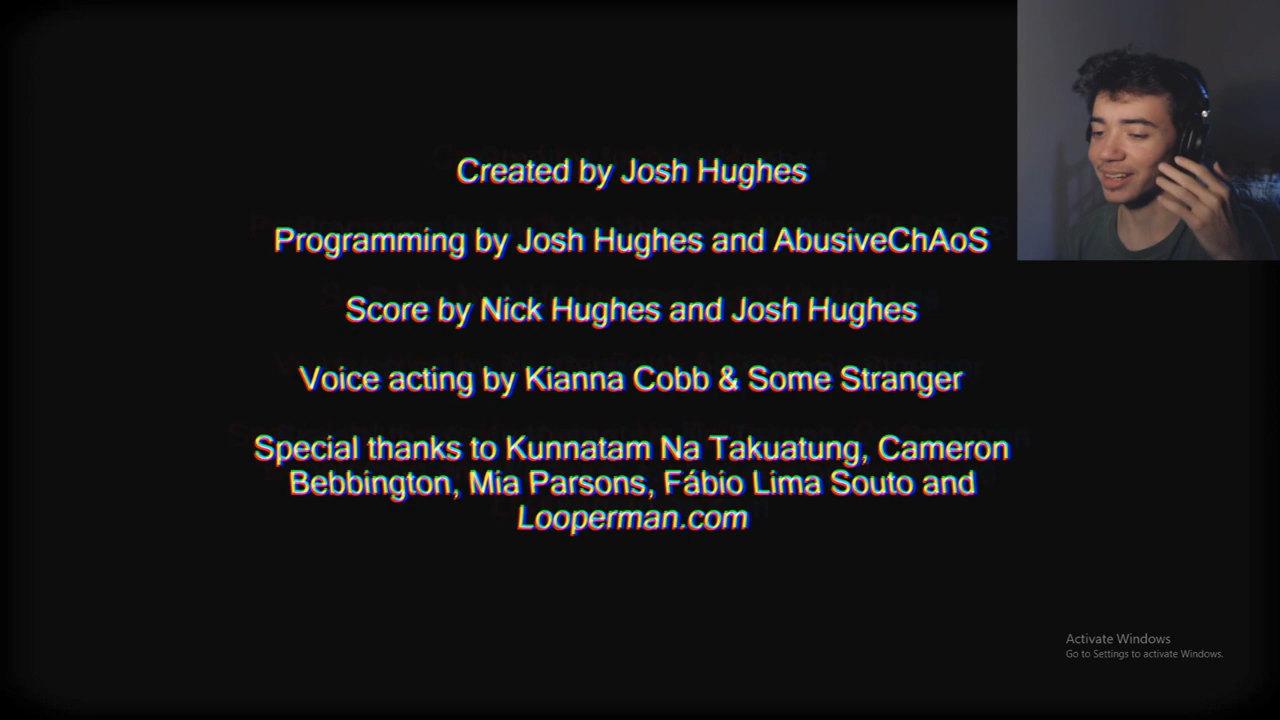 Created by Josh Hughes
Programming by Josh Hughes and AbusiveChAoS
Score by Nick Hughes and Josh Hughes
Voice acting by Kianna Cobb & Some Stranger
Special thanks to Kunnatam Na Takuatung, Cameron
Bebbington, Mia Parsons, Fábio Lima Souto and
Looperman.com
Activate Windows
Go to Settings to activate Windows.